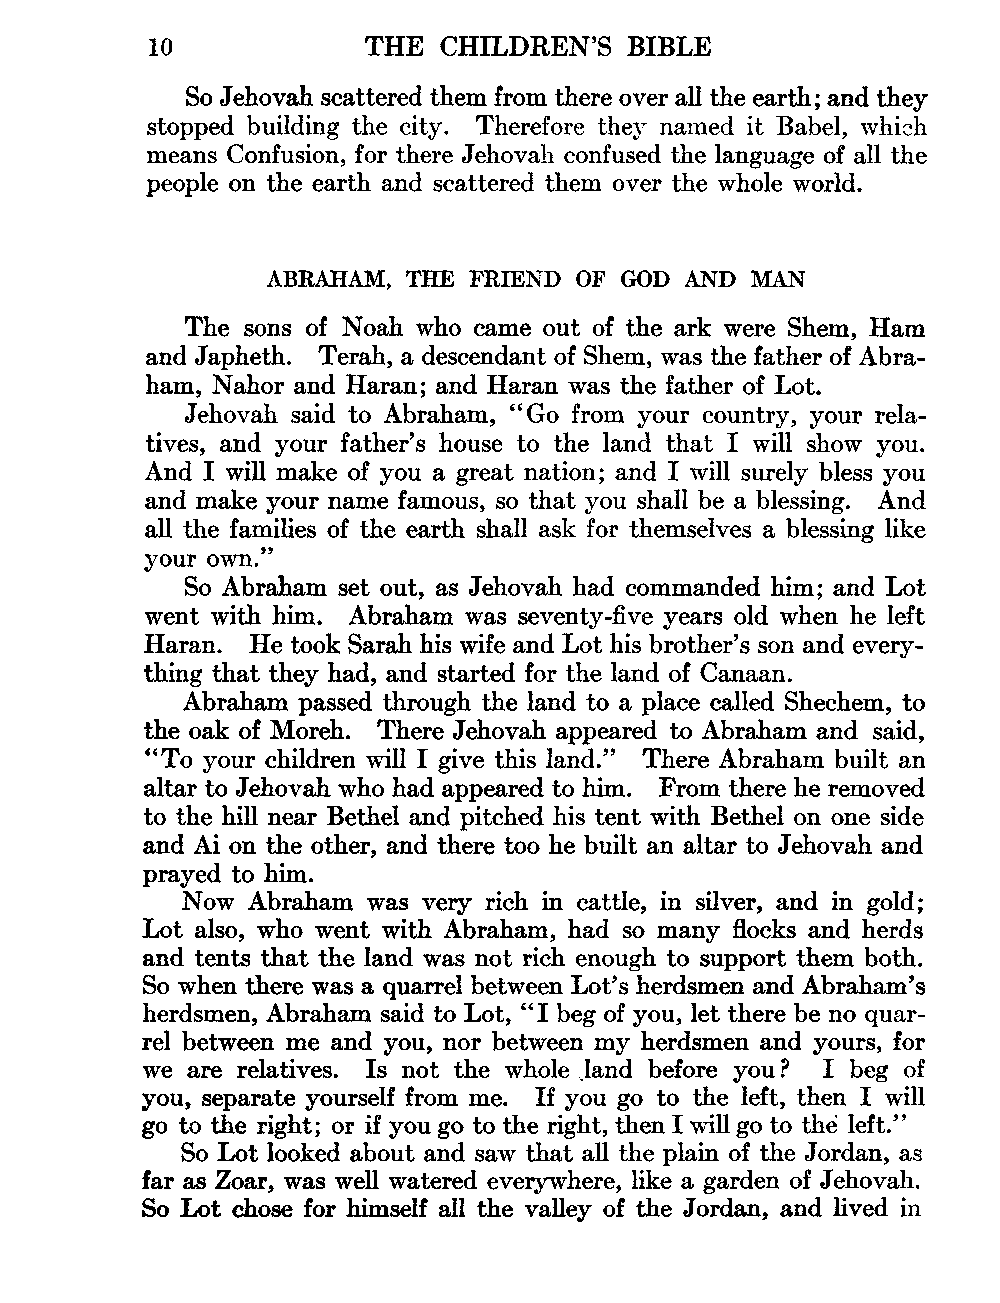 10 THE CHILDREN'S BIBLE
So Jehovah scattered them from there over all the earth; and they
stopped building the city. Therefore they named it Babel, which
means Confusion, for there Jehovah confused the language of all the
people on the earth and scattered them over the whole world.
ABRAHAM, THE FRIEND OF GOD AND MAN
The sons of Noah who came out of the ark were Shem, Ham
and Japheth. Terah, a descendant of Shem, was the father of Abra-
ham, Nahor and Haran; and Haran was the father of Lot.
Jehovah said to Abraham, "Go from your country, your rela-
tives, and your father's house to the land that I will show you.
And I will make of you a great nation; and I will surely bless you
and make your name famous, so that you shall be a blessing. And
all the families of the earth shall ask for themselves a blessing like
your own."
So Abraham set out, as Jehovah had commanded him; and Lot
went with him. Abraham was seventy-five years old when he left
Haran. He took Sarah his wife and Lot his brother's son and every-
thing that they had, and started for the land of Canaan.
Abraham passed through the land to a place called Shechem, to
the oak of Moreh. There Jehovah appeared to Abraham and said,
"To your children will I give this land." There Abraham built an
altar to Jehovah who had appeared to him. From there he removed
to the hill near Bethel and pitched his tent with Bethel on one side
and Ai on the other, and there too he built an altar to Jehovah and
prayed to him.
Now Abraham was very rich in cattle, in silver, and in gold;
Lot also, who went with Abraham, had so many flocks and herds
and tents that the land was not rich enough to support them both.
So when there was a quarrel between Lot's herdsmen and Abraham's
herdsmen, Abraham said to Lot, "I beg of you, let there be no quar-
rel between me and you, nor between my herdsmen and yours, for
we are relatives. Is not the whole land before you? I beg of
you, separate yourself from me. If you go to the left, then I will
go to the right; or if you go to the right, then I will go to the left."
So Lot looked about and saw that all the plain of the Jordan, as
far as Zoar, was well watered everywhere, like a garden of Jehovah.
So Lot chose for himself all the valley of the Jordan, and lived in